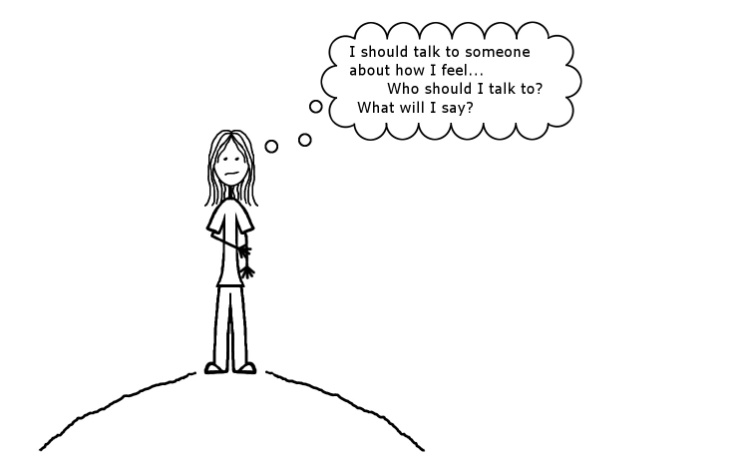 I should talk to someone
about how I feel...
Who should I talk to?
What will I say?